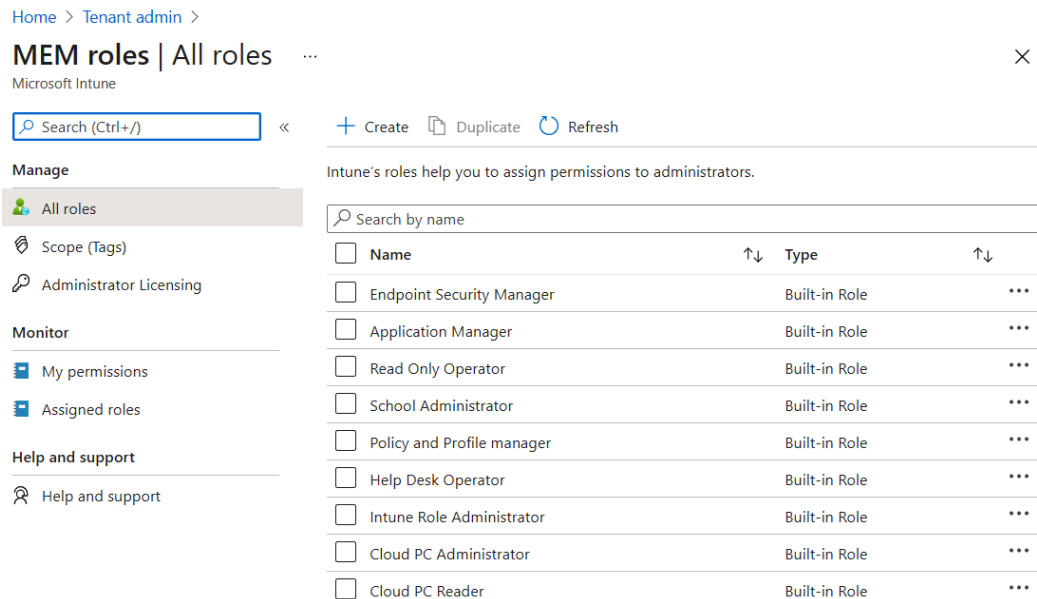 Home > Tenant admin >
MEM roles | All roles ...
Microsoft Intune
Search (Ctrl+/) «
Manage
All roles
Scope (Tags)
Administrator Licensing
Monitor
My permissions
Assigned roles
Help and support
Help and support
Create Duplicate Refresh
Intune’s roles help you to assign permissions to administrators.
Search by name
Name Type
Endpoint Security Manager Built-in Role
Application Manager Built-in Role
Read Only Operator Built-in Role
School Administrator Built-in Role
Policy and Profile manager Built-in Role
Help Desk Operator Built-in Role
Intune Role Administrator Built-in Role
Cloud PC Administrator Built-in Role
Cloud PC Reader Built-in Role